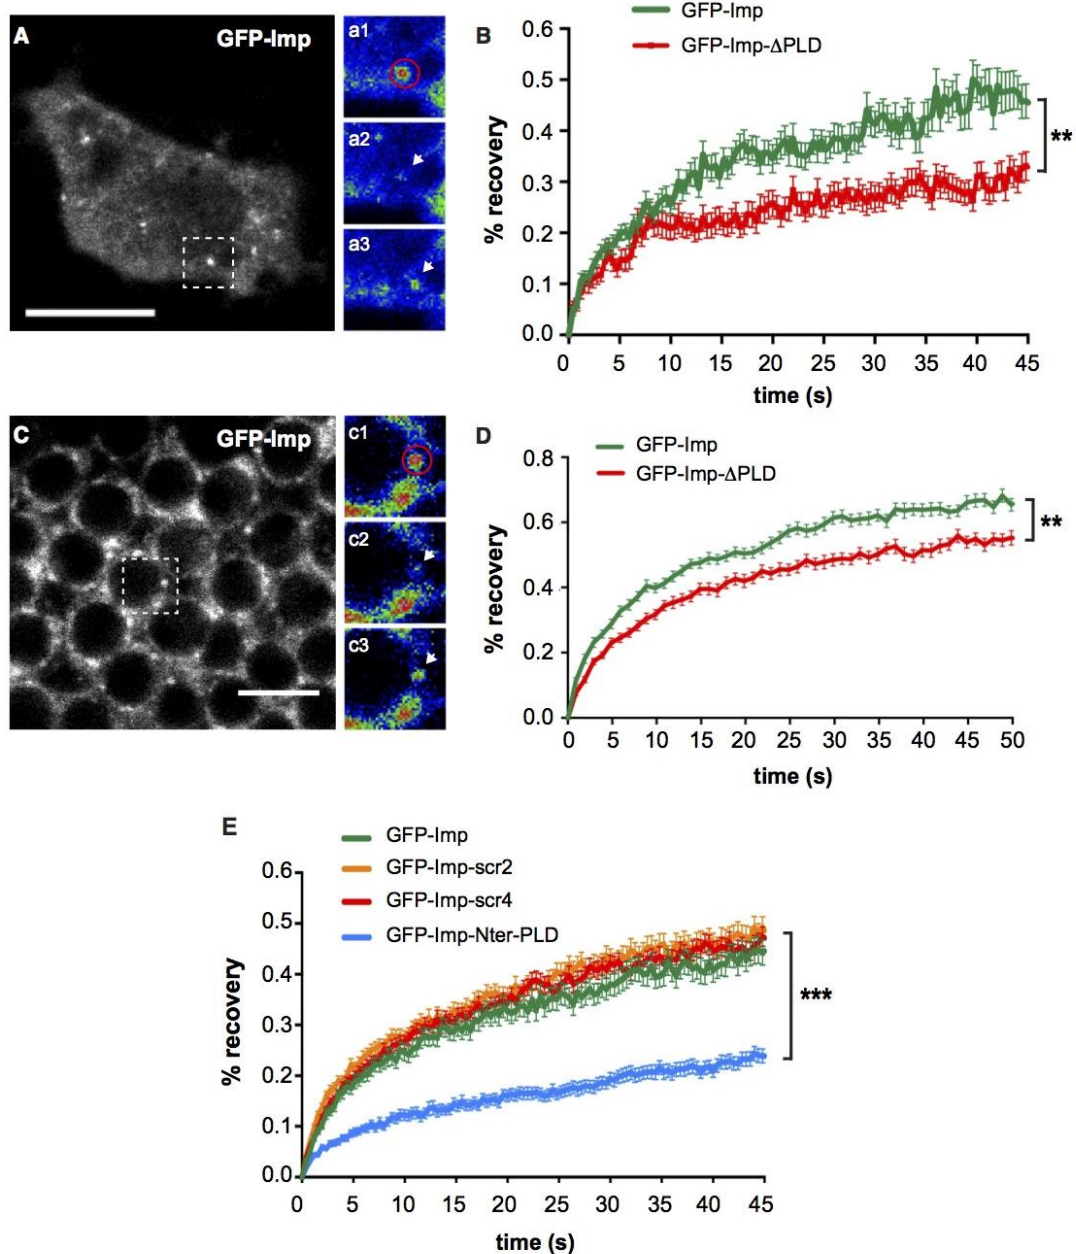 A
GFP-Imp
a1
a2
a3
B
GFP-Imp
GFP-Imp-ΔPLD
% recovery
0.6
0.5
0.4
0.3
0.2
0.1
0.0
**
0 5 10 15 20 25 30 35 40 45
time (s)
C
GFP-Imp
c1
c2
c3
D
GFP-Imp
GFP-Imp-ΔPLD
% recovery
0.8
0.6
0.4
0.2
0.0
**
0 5 10 15 20 25 30 35 40 45 50
time (s)
E
GFP-Imp
GFP-Imp-scr2
GFP-Imp-scr4
GFP-Imp-Nter-PLD
% recovery
0.6
0.5
0.4
0.3
0.2
0.1
0.0
***
0 5 10 15 20 25 30 35 40 45
time (s)